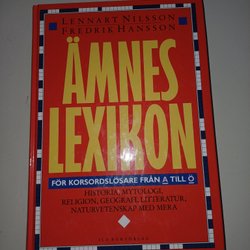 LENNART NILSSON
FREDRIK HANSSON
ÄMNES
LEXIKON
FÖR KORSORDSLÖSARE FRÅN A TILL Ö
HISTORIA, MYTOLOGI,
RELIGION, GEOGRAFI, LITTERATUR,
NATURVETENSKAP MED MERA